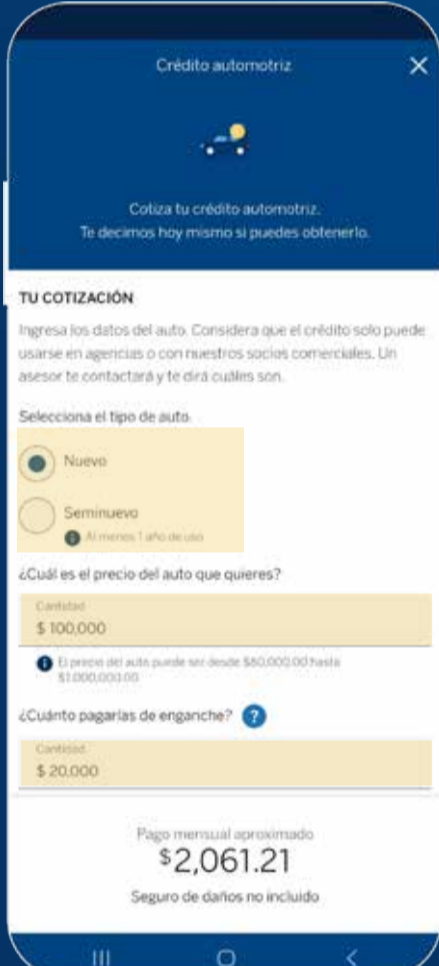 Crédito automotriz
Cotiza tu crédito automotriz.
Te decimos hoy mismo si puedes obtenerlo.
TU COTIZACIÓN
Ingresa los datos del auto. Considera que el crédito solo puede
usarse en agencias o con nuestros socios comerciales. Un
asesor te contactará y te dirá cuáles son.
Selecciona el tipo de auto.
Nuevo
Seminuevo
Al menos 1 año de uso
¿Cuál es el precio del auto que quieres?
Cantidad
$ 100,000
El precio del auto puede ser desde $60,000.00 hasta
$1,000,000.00
¿Cuánto pagarías de enganche? ?
Cantidad
$ 20,000
Pago mensual aproximado
$2,061.21
Seguro de daños no incluido